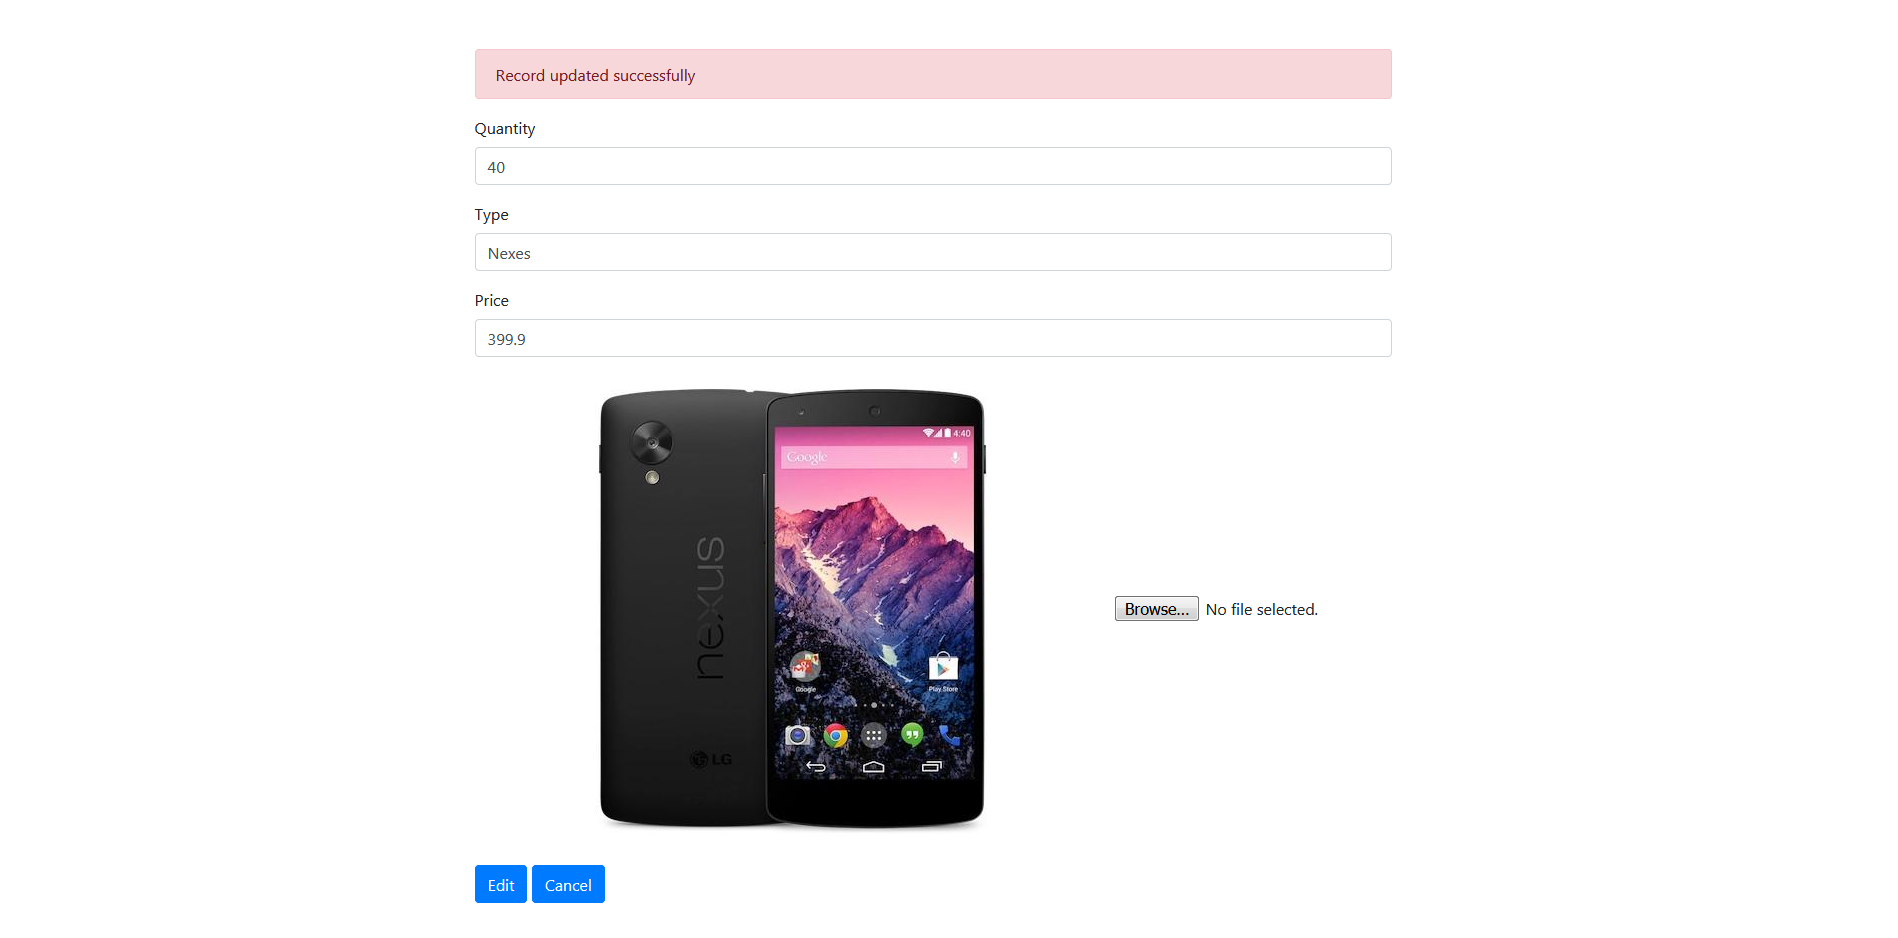 Record updated successfully
Quantity
40
Type
Nexes
Price
399.9
4:40
Google
nexus
Google
Play Store
LG
Browse... No file selected.
Edit Cancel